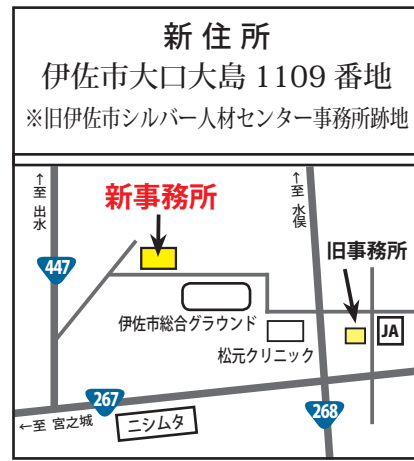 新住所
伊佐市大口大島 1109 番地
※旧伊佐市シルバー人材センター事務所跡地
←至 出水
新事務所
←至 水俣
旧事務所
447
伊佐市総合グラウンド
JA
松元クリニック
267
268
←至 宮之城
ニシムタ